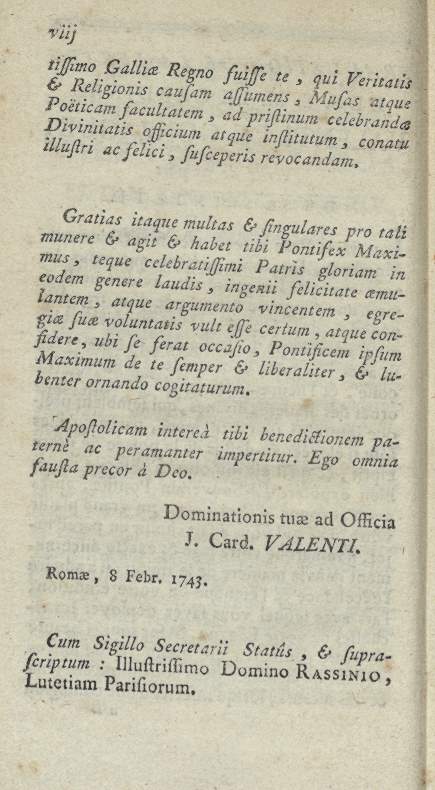 viij
tiſſimo Galliæ Regno fuiſſe te, qui Veritatis
& Religionis cauſam aſſumens, Muſas atque
Poëticam facultatem, ad priſtinum celebrandæ
Divinitatis officium atque inſtitutum, conatu
illuſtri ac felici, ſuſceperis revocandam.
Gratias itaque multas & ſingulares pro tali
munere & agit & habet tibi Pontifex Maxi-
mus, teque celebratiſſimi Patris gloriam in
eodem genere laudis, ingenii felicitate æmu-
lantem, atque argumento vincentem, egre-
giæ ſuæ voluntatis vult eſſe certum, atque con-
fidere, ubi ſe ferat occaſio, Pontificem ipſum
Maximum de te ſemper & liberaliter, & lu-
benter ornando cogitaturum.
Apoſtolicam intereà tibi benedictionem pa-
ternè ac peramanter impertitur. Ego omnia
fauſta precor à Deo.
Dominationis tuæ ad Officia
J. Card. VALENTI.
Romæ, 8 Febr. 1743.
Cum Sigillo Secretarii Statûs, & ſupra-
ſcriptum : Illuſtriſſimo Domino RASSINIO,
Lutetiam Pariſiorum.